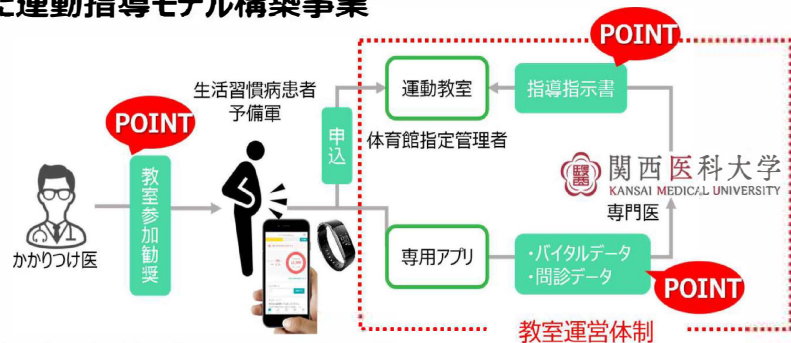 た運動指導モデル構築事業
POINT
生活習慣病患者
予備軍
運動教室
指導指示書
POINT
申込
体育館指定管理者
教室参加勧奨
関西医科大学
KANSAI MEDICAL UNIVERSITY
専門医
かかりつけ医
専用アプリ
・バイタルデータ
・問診データ
POINT
教室運営体制